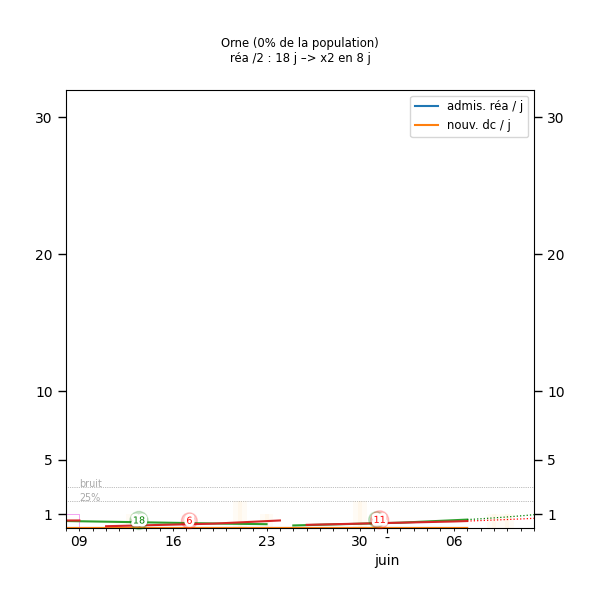 Orne (0% de la population)
réa /2 : 18 j –> x2 en 8 j
admis. réa / j
nouv. dc / j
30 30
20 20
10 10
5 5
bruit
25%
1 18 6 11 1
09 16 23 30 - 06
juin